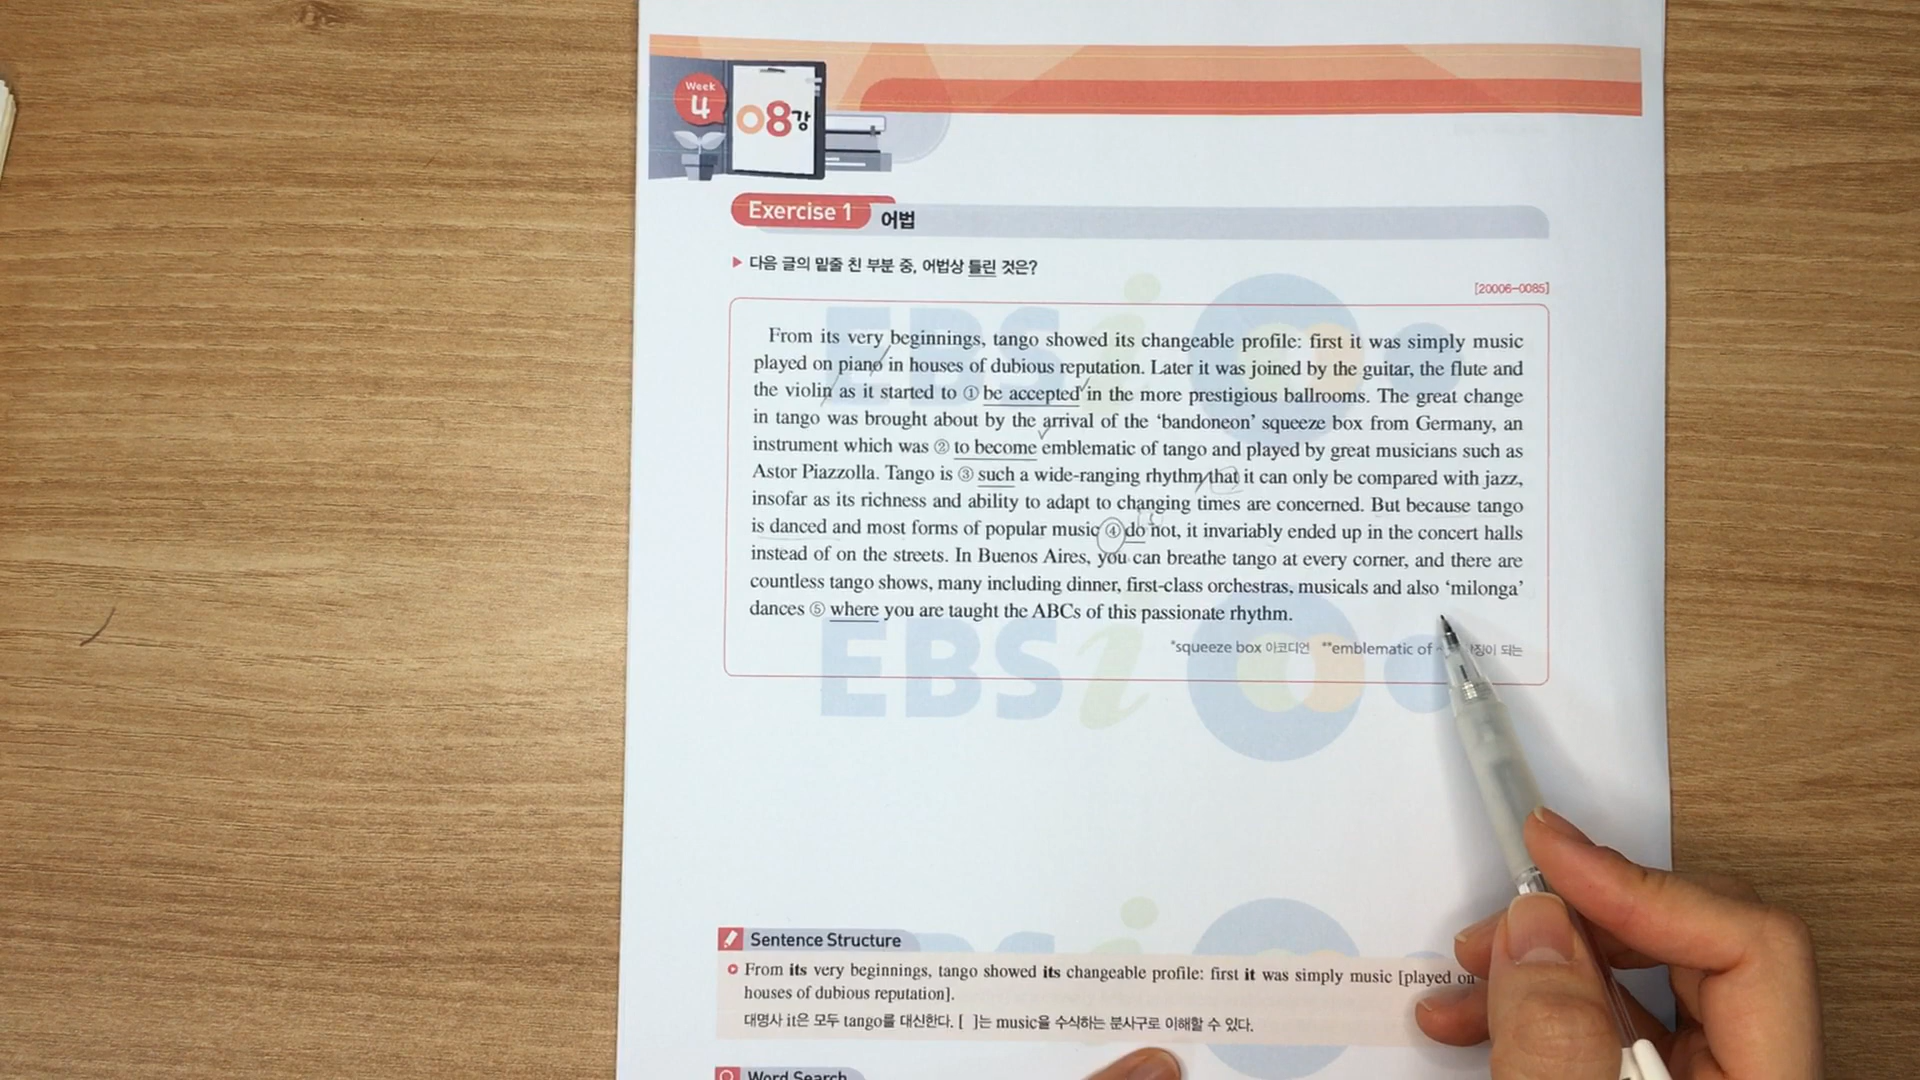 Week
4
08강
Exercise 1 어법
▶ 다음 글의 밑줄 친 부분 중, 어법상 틀린 것은?
[20006-0085]
From its very beginnings, tango showed its changeable profile: first it was simply music
played on piano in houses of dubious reputation. Later it was joined by the guitar, the flute and
the violin as it started to ① be accepted in the more prestigious ballrooms. The great change
in tango was brought about by the arrival of the ‘bandoneon’ squeeze box from Germany, an
instrument which was ② to become emblematic of tango and played by great musicians such as
Astor Piazzolla. Tango is ③ such a wide-ranging rhythm that it can only be compared with jazz,
insofar as its richness and ability to adapt to changing times are concerned. But because tango
is danced and most forms of popular music ④ do not, it invariably ended up in the concert halls
instead of on the streets. In Buenos Aires, you can breathe tango at every corner, and there are
countless tango shows, many including dinner, first-class orchestras, musicals and also ‘milonga’
dances ⑤ where you are taught the ABCs of this passionate rhythm.
*squeeze box 아코디언 **emblematic of 되는
EBSi
EBSi
Sentence Structure
From its very beginnings, tango showed its changeable profile: first it was simply music [played on
houses of dubious reputation].
대명사 it은 모두 tango를 대신한다. [ ]는 music을 수식하는 분사구로 이해할 수 있다.
Word Search